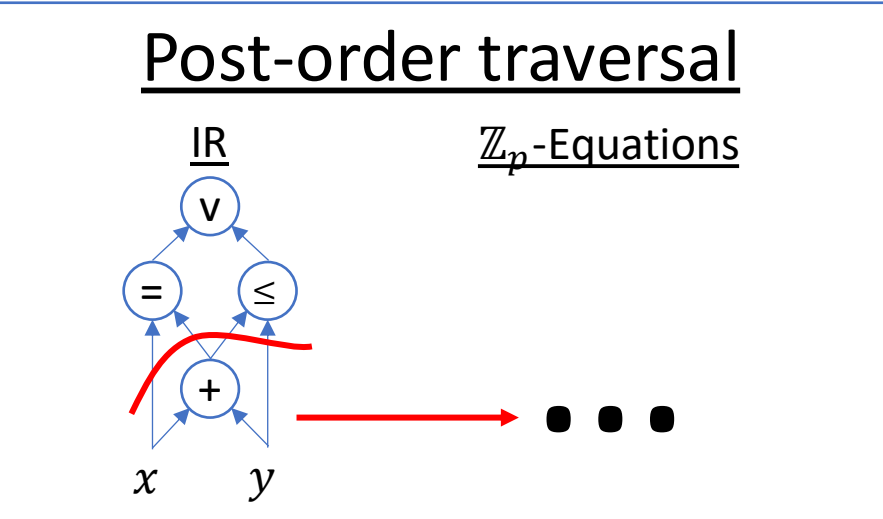 Post-order traversal
IR
ℤₚ-Equations
∨
=
≤
+
x
y